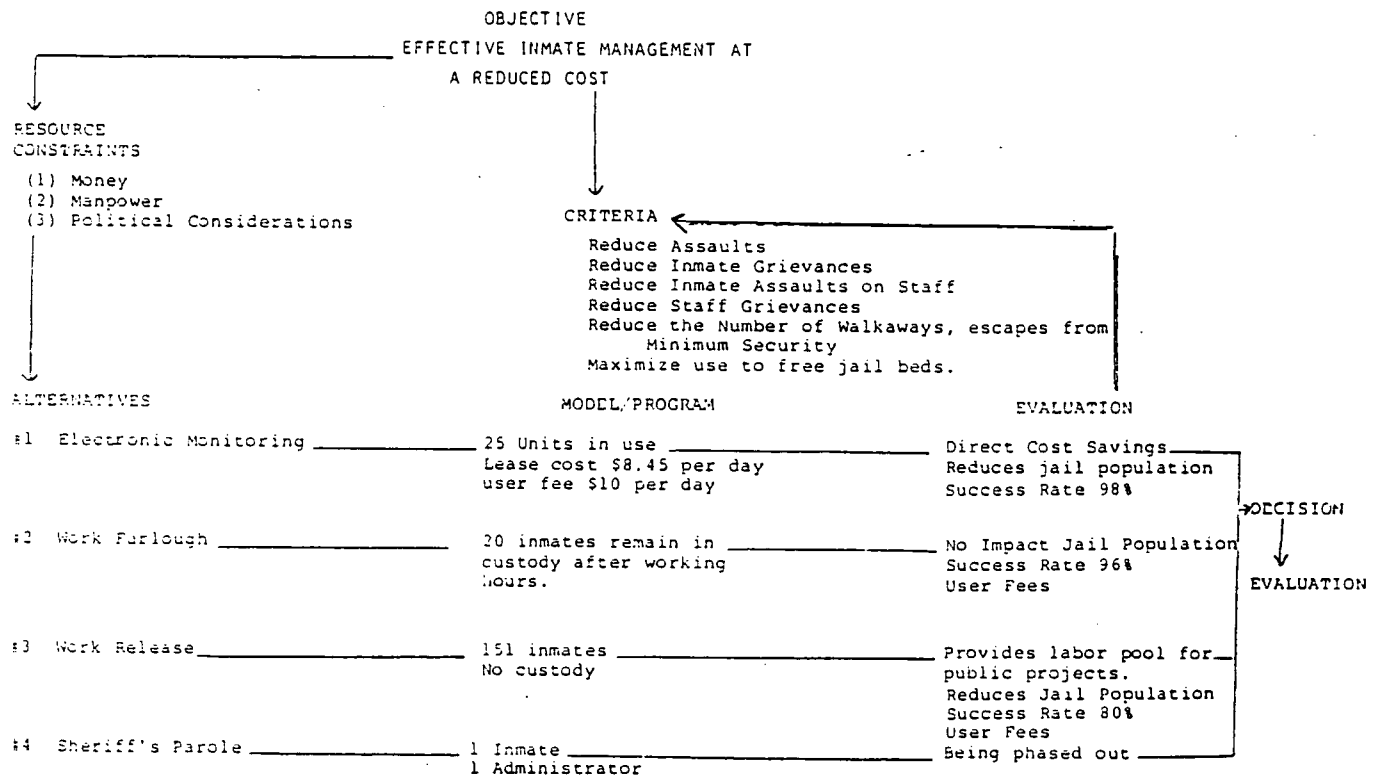 OBJECTIVE
EFFECTIVE INMATE MANAGEMENT AT
A REDUCED COST
RESOURCE
CONSTRAINTS
(1) Money
(2) Manpower
(3) Political Considerations
CRITERIA
Reduce Assaults
Reduce Inmate Grievances
Reduce Inmate Assaults on Staff
Reduce Staff Grievances
Reduce the Number of Walkaways, escapes from
Minimum Security
Maximize use to free jail beds.
ALTERNATIVES
MODEL/PROGRAM
EVALUATION
#1 Electronic Monitoring
25 Units in use
Lease cost $8.45 per day
user fee $10 per day
Direct Cost Savings
Reduces jail population
Success Rate 98%
DECISION
EVALUATION
#2 Work Furlough
20 inmates remain in
custody after working
hours.
No Impact Jail Population
Success Rate 96%
User Fees
#3 Work Release
151 inmates
No custody
Provides labor pool for
public projects.
Reduces Jail Population
Success Rate 80%
User Fees
#4 Sheriff's Parole
1 Inmate
1 Administrator
Being phased out